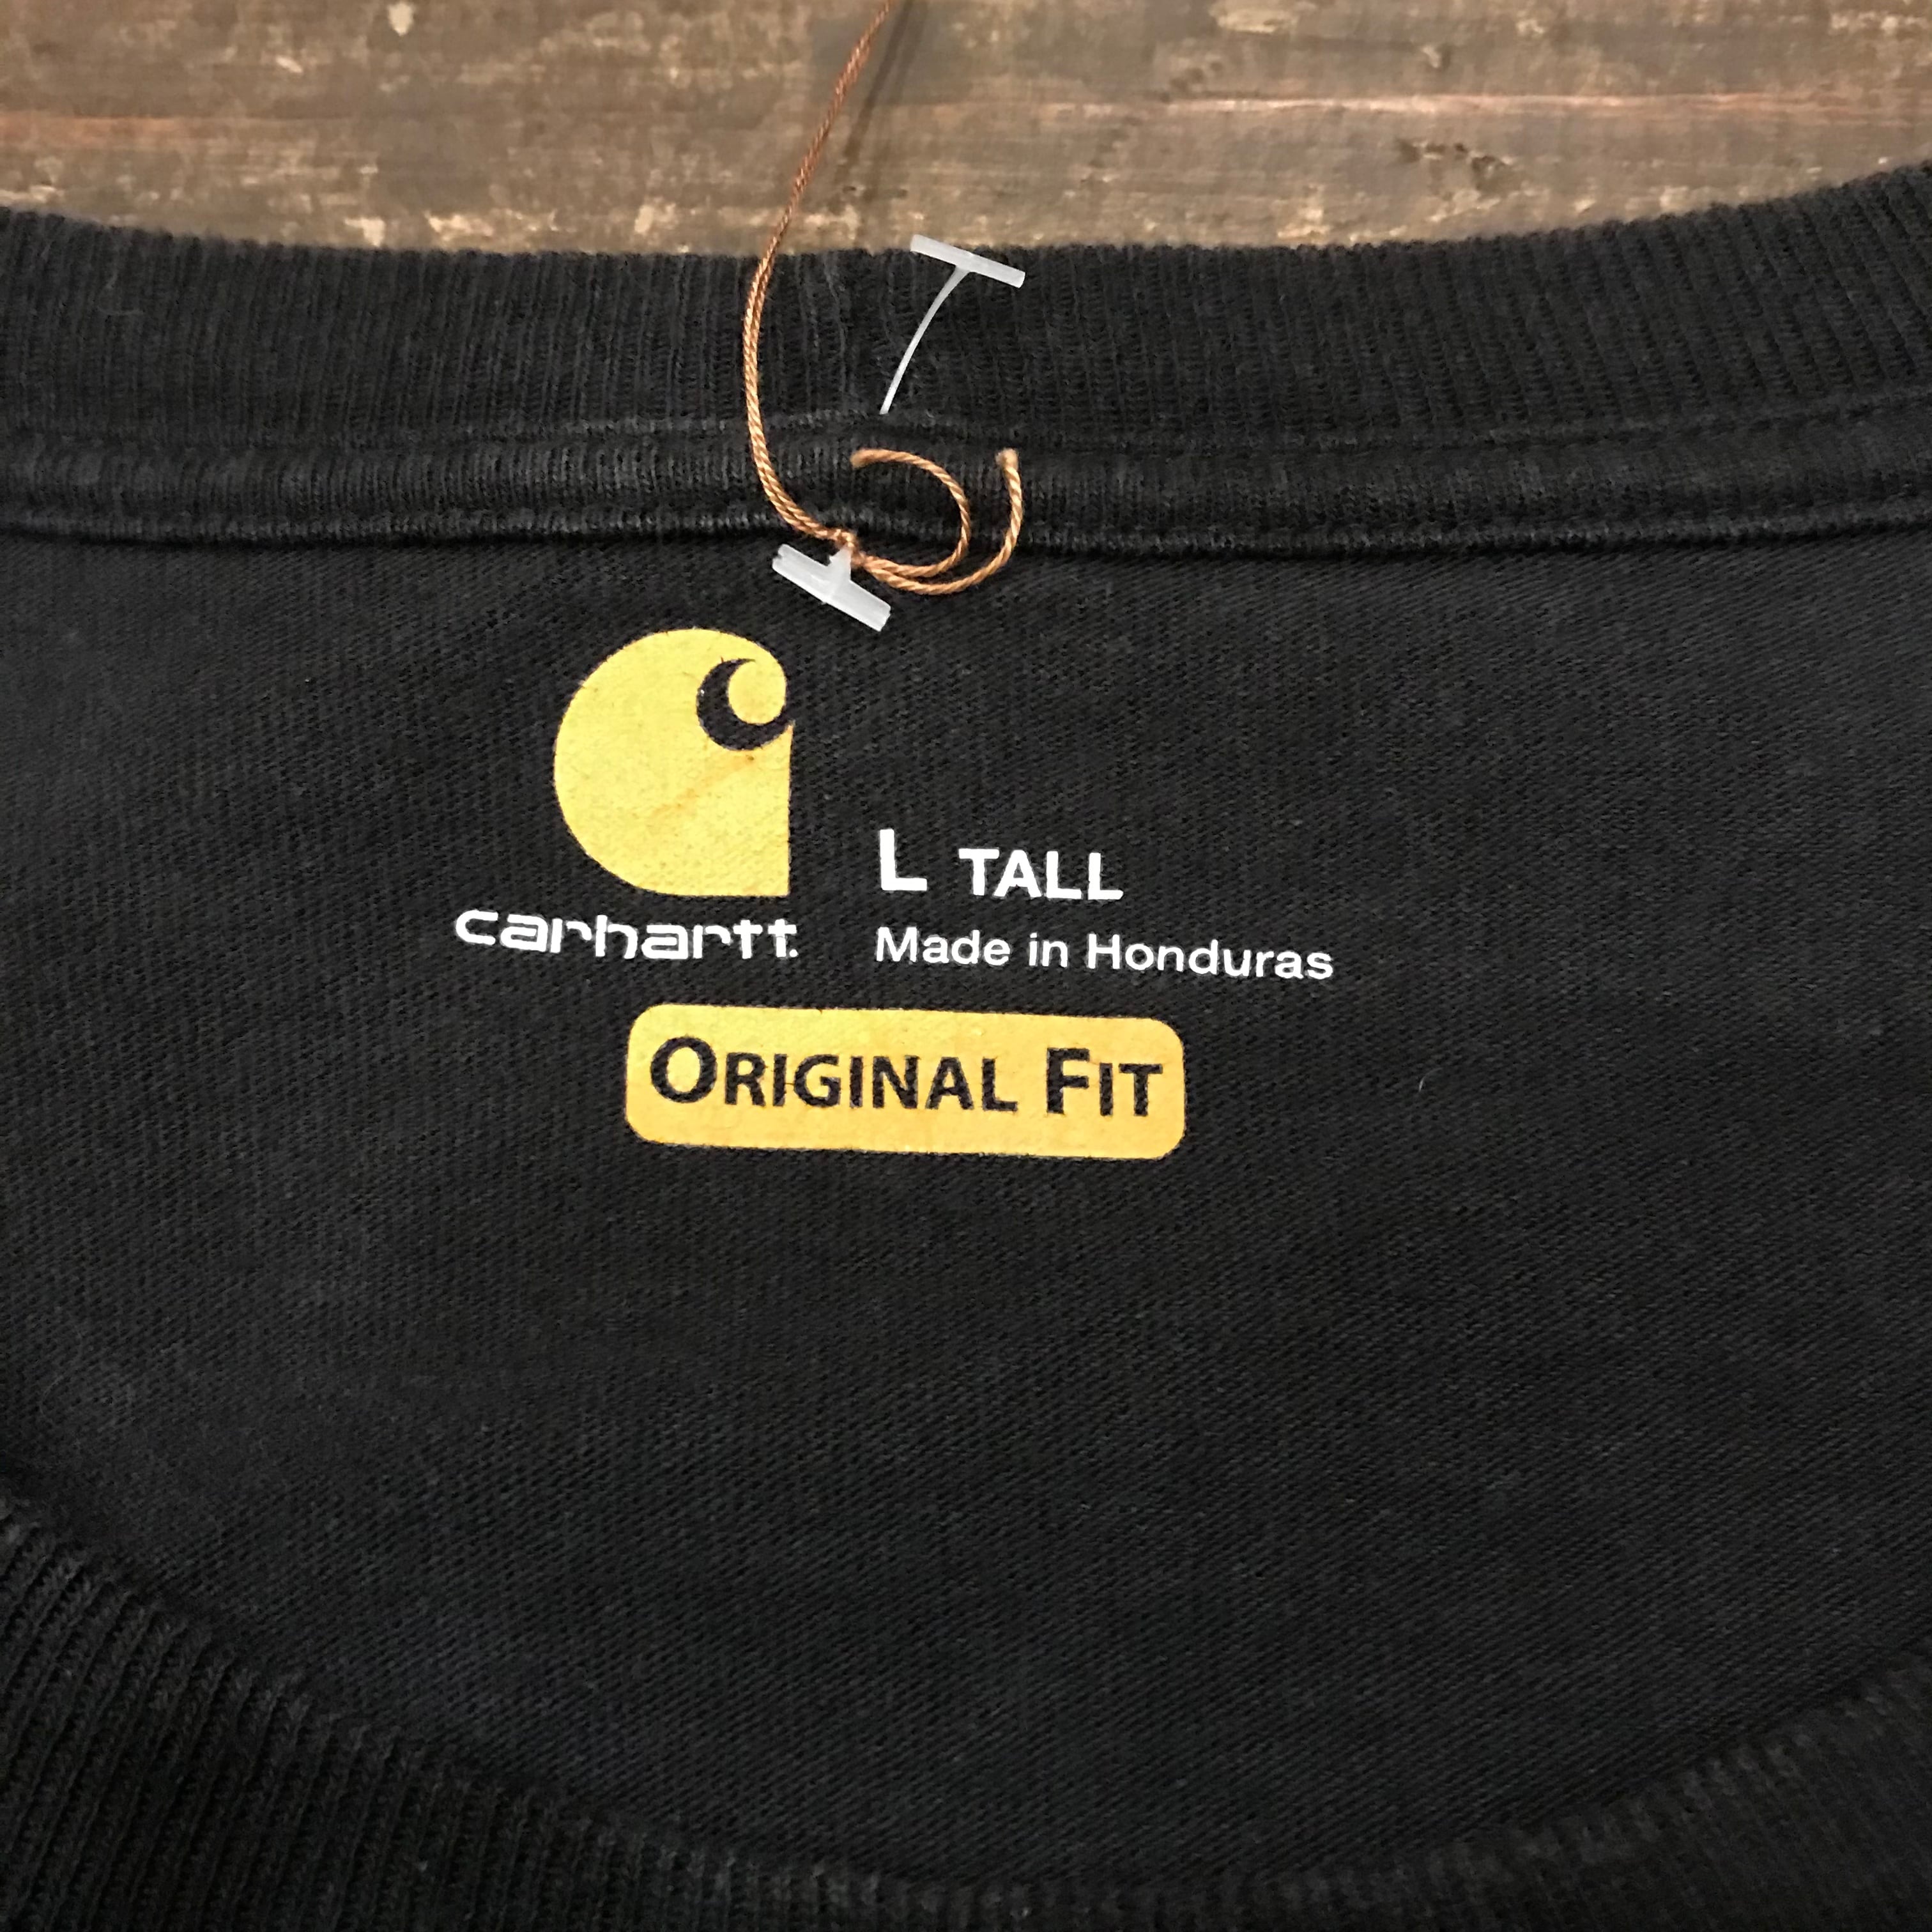 carhartt.
L TALL
Made in Honduras
ORIGINAL FIT